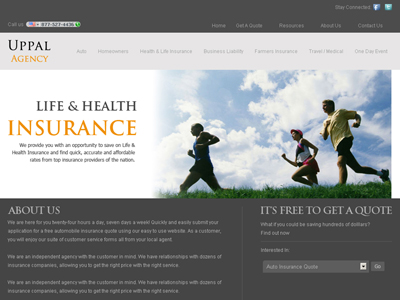 Stay Connected
Call us 877-527-4436
Home Get A Quote Resources About Us Contact Us
UPPAL
AGENCY
Auto Homeowners Health & Life Insurance Business Liability Farmers Insurance Travel / Medical One Day Event
LIFE & HEALTH
INSURANCE
We provide you with an opportunity to save on Life &
Health Insurance and find quick, accurate and affordable
rates from top insurance providers of the nation.
ABOUT US
We are here for you twenty-four hours a day, seven days a week! Quickly and easily submit your
application for a free automobile insurance quote using our easy to use website. As a customer,
you will enjoy our suite of customer service forms all from your local agent.
We are an independent agency with the customer in mind. We have relationships with dozens of
insurance companies, allowing you to get the right price with the right service.
We are an independent agency with the customer in mind. We have relationships with dozens of
insurance companies, allowing you to get the right price with the right service.
IT'S FREE TO GET A QUOTE
What if you could be saving hundreds of dollars?
Find out now.
Interested In:
Auto Insurance Quote